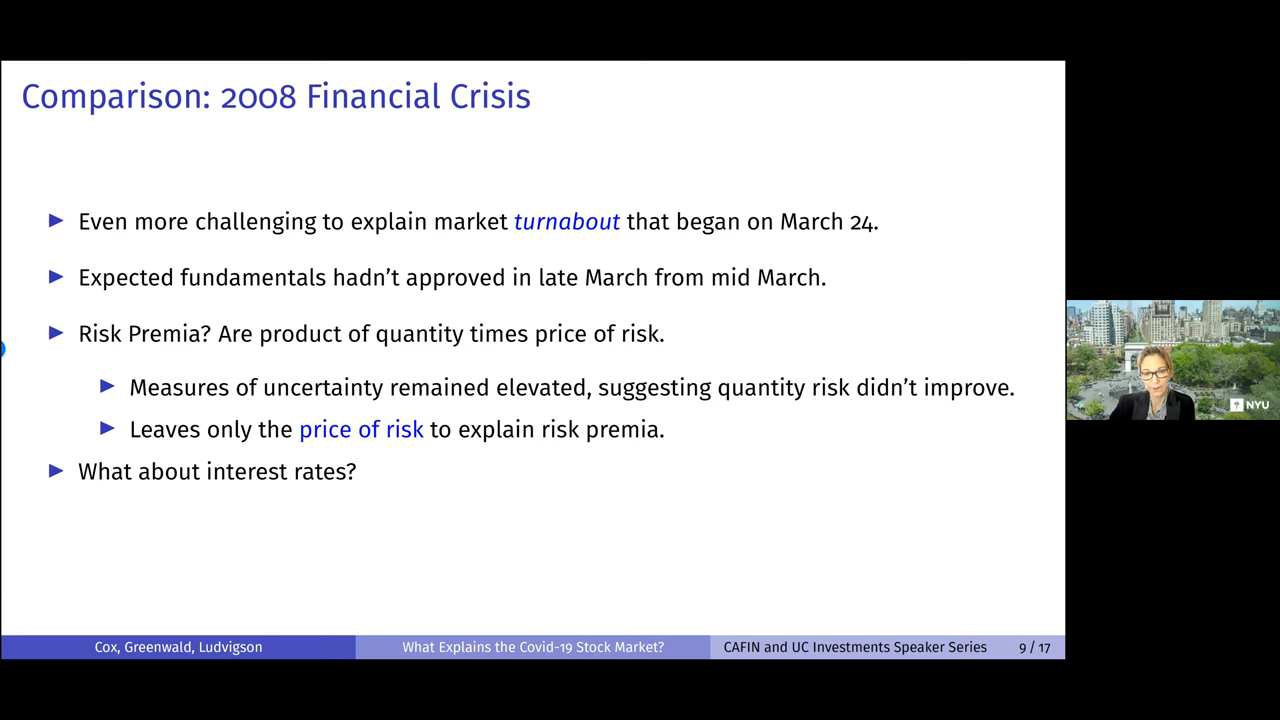 Comparison: 2008 Financial Crisis
Even more challenging to explain market turnabout that began on March 24.
Expected fundamentals hadn't approved in late March from mid March.
Risk Premia? Are product of quantity times price of risk.
Measures of uncertainty remained elevated, suggesting quantity risk didn't improve.
Leaves only the price of risk to explain risk premia.
What about interest rates?
NYU
Cox, Greenwald, Ludvigson
What Explains the Covid-19 Stock Market?
CAFIN and UC Investments Speaker Series
9 / 17